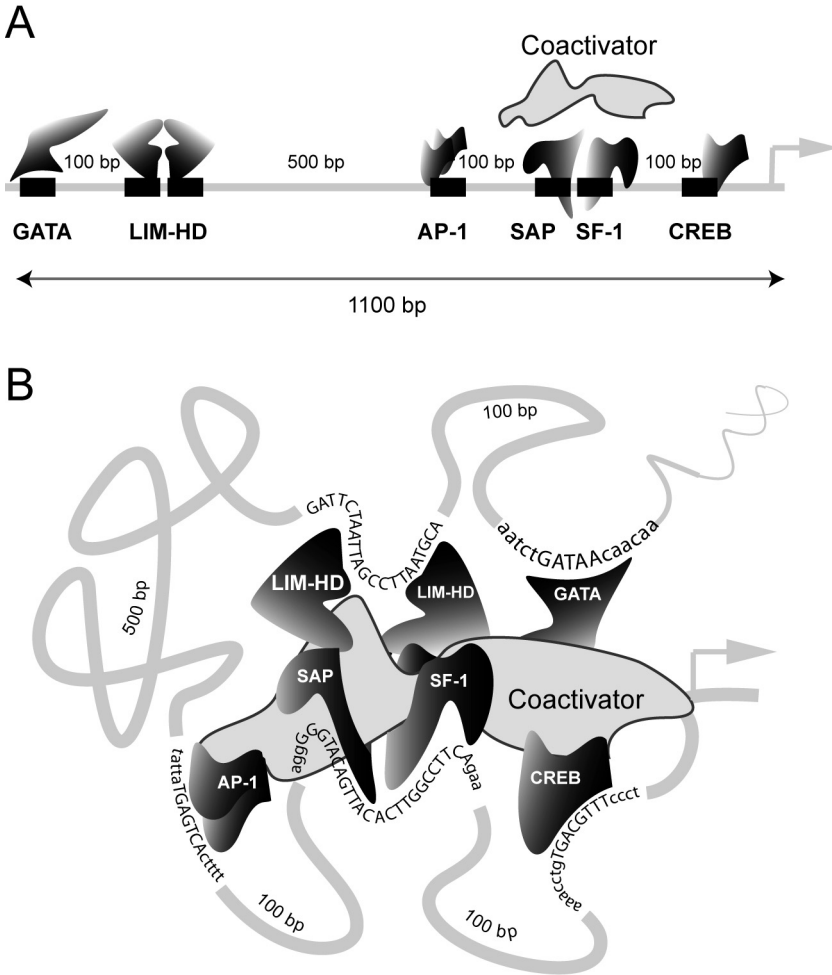 A
Coactivator
100 bp
500 bp
100 bp
100 bp
GATA
LIM-HD
AP-1
SAP
SF-1
CREB
1100 bp
B
100 bp
GATTCTAATTAGCCTTAATGCA
aatctGATAAcaacaa
500 bp
LIM-HD
LIM-HD
GATA
SAP
SF-1
Coactivator
AP-1
CREB
tattaTGAGTCActttt
aggGGGTACAGTTACACTTGGCCTTCAgaa
aaacctgTGACGTTTccct
100 bp
100 bp